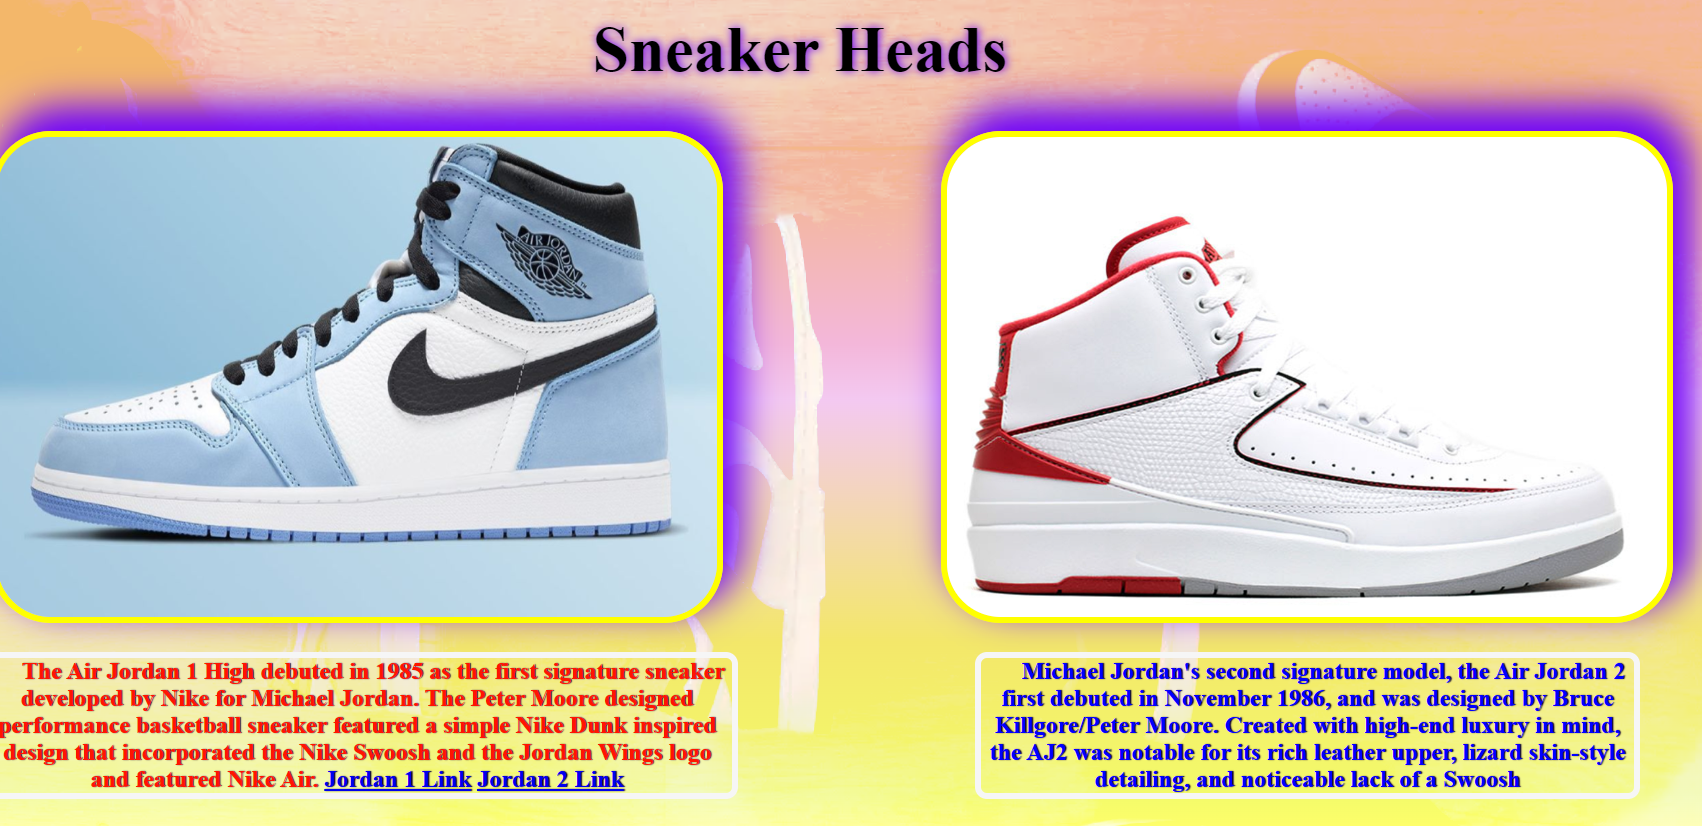 Sneaker Heads
AIR JORDAN
The Air Jordan 1 High debuted in 1985 as the first signature sneaker
developed by Nike for Michael Jordan. The Peter Moore designed
performance basketball sneaker featured a simple Nike Dunk inspired
design that incorporated the Nike Swoosh and the Jordan Wings logo
and featured Nike Air. Jordan 1 Link Jordan 2 Link
Michael Jordan's second signature model, the Air Jordan 2
first debuted in November 1986, and was designed by Bruce
Killgore/Peter Moore. Created with high-end luxury in mind,
the AJ2 was notable for its rich leather upper, lizard skin-style
detailing, and noticeable lack of a Swoosh